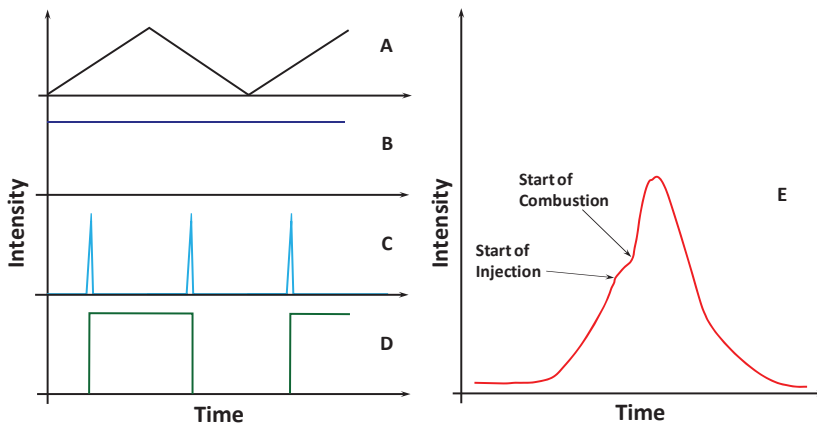 A
B
C
D
Intensity
Time
Start of
Combustion
Start of
Injection
E
Intensity
Time